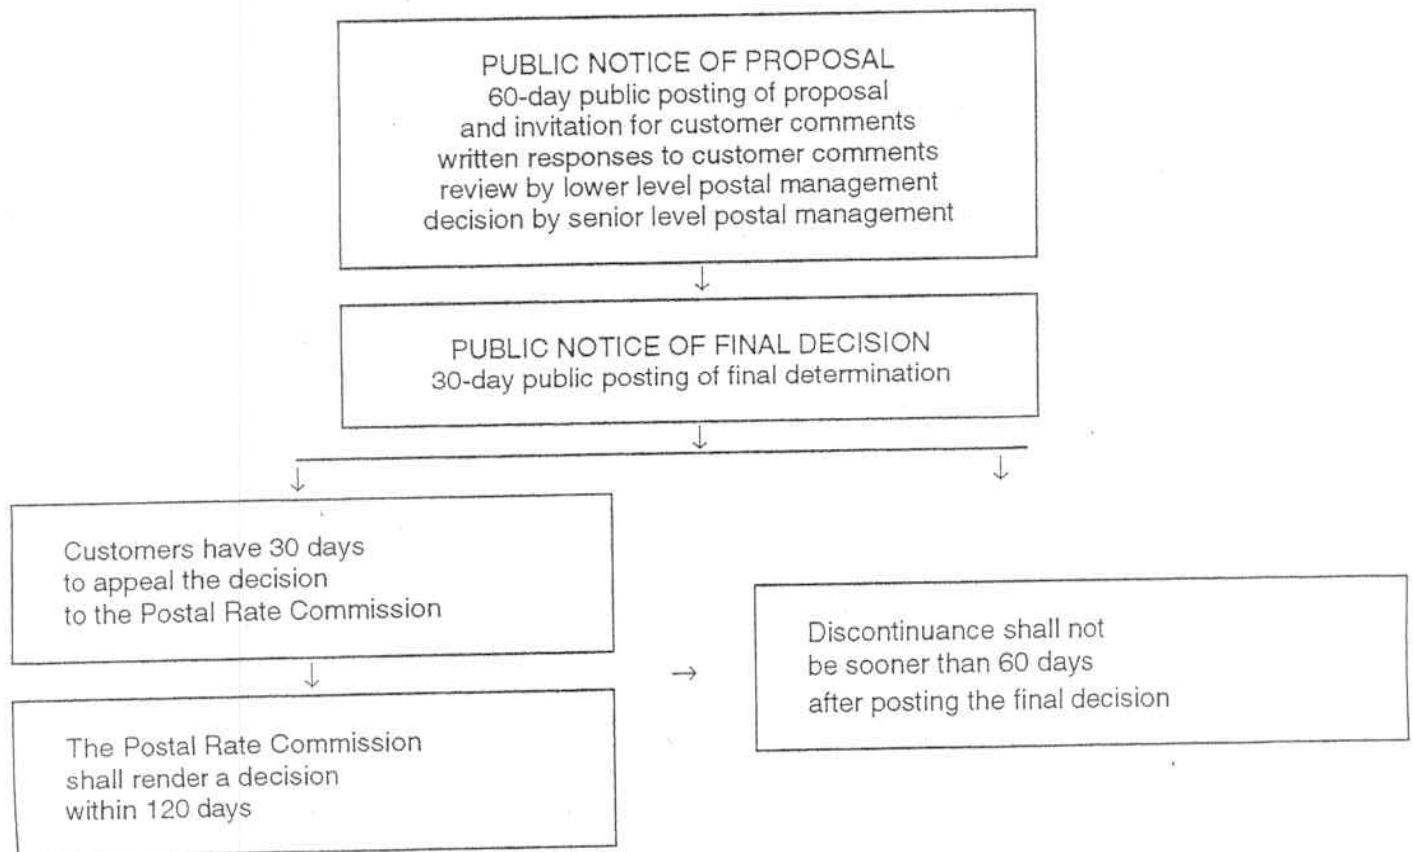 PUBLIC NOTICE OF PROPOSAL
60-day public posting of proposal
and invitation for customer comments
written responses to customer comments
review by lower level postal management
decision by senior level postal management
PUBLIC NOTICE OF FINAL DECISION
30-day public posting of final determination
Customers have 30 days
to appeal the decision
to the Postal Rate Commission
The Postal Rate Commission
shall render a decision
within 120 days
Discontinuance shall not
be sooner than 60 days
after posting the final decision